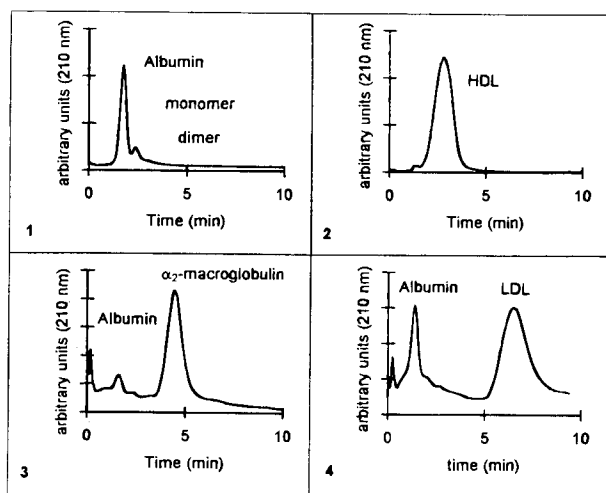 arbitrary units (210 nm)
Albumin
monomer
dimer
0 5 10
Time (min)
1
arbitrary units (210 nm)
HDL
0 5 10
Time (min)
2
arbitrary units (210 nm)
α₂-macroglobulin
Albumin
0 5 10
Time (min)
3
arbitrary units (210 nm)
Albumin LDL
0 5 10
time (min)
4